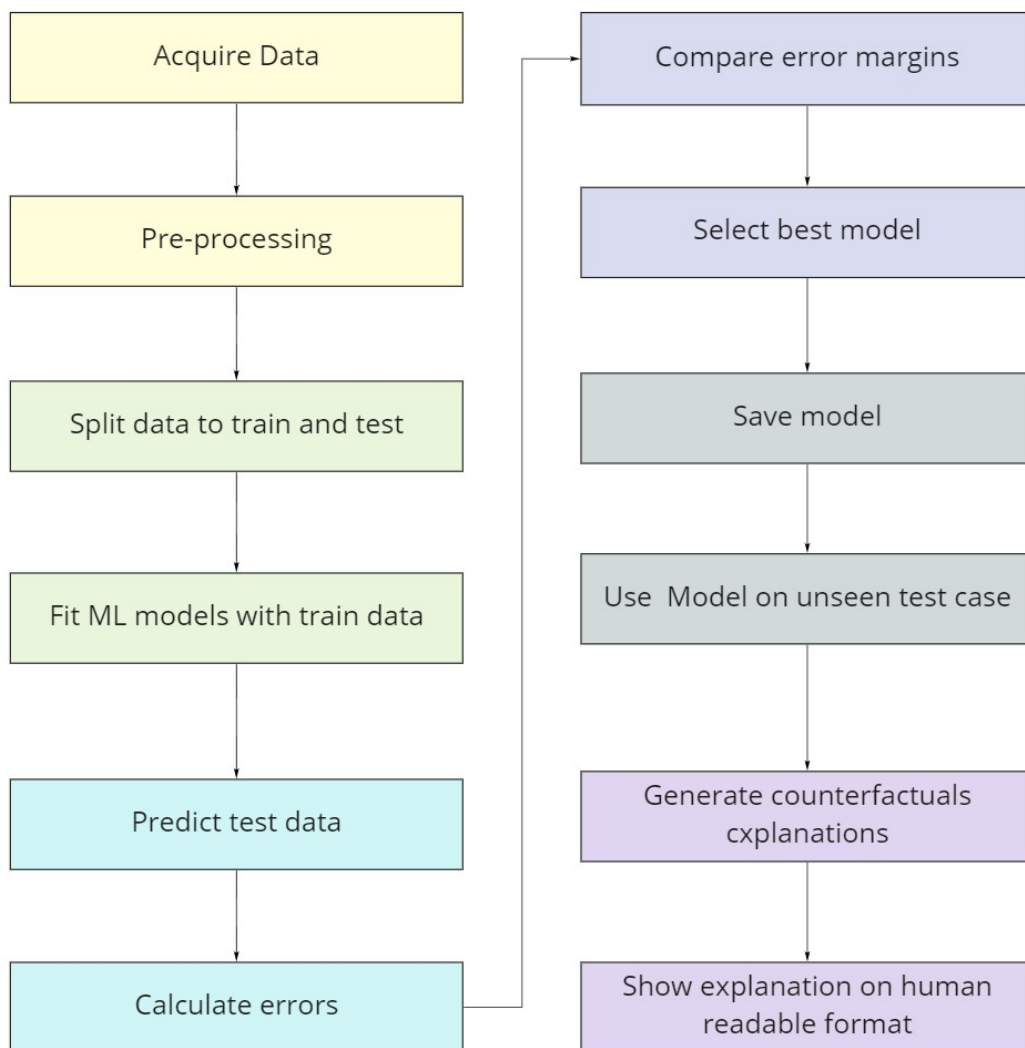 Acquire Data
Pre-processing
Split data to train and test
Fit ML models with train data
Predict test data
Calculate errors
Compare error margins
Select best model
Save model
Use  Model on unseen test case
Generate counterfactuals
cxplanations
Show explanation on human
readable format